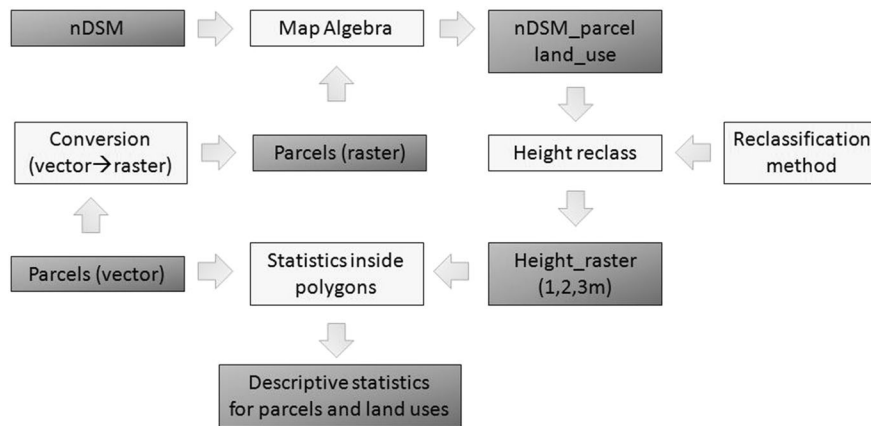 nDSM
Map Algebra
nDSM_parcel
land_use
Conversion
(vector→raster)
Parcels (raster)
Height reclass
Reclassification
method
Parcels (vector)
Statistics inside
polygons
Height_raster
(1,2,3m)
Descriptive statistics
for parcels and land uses